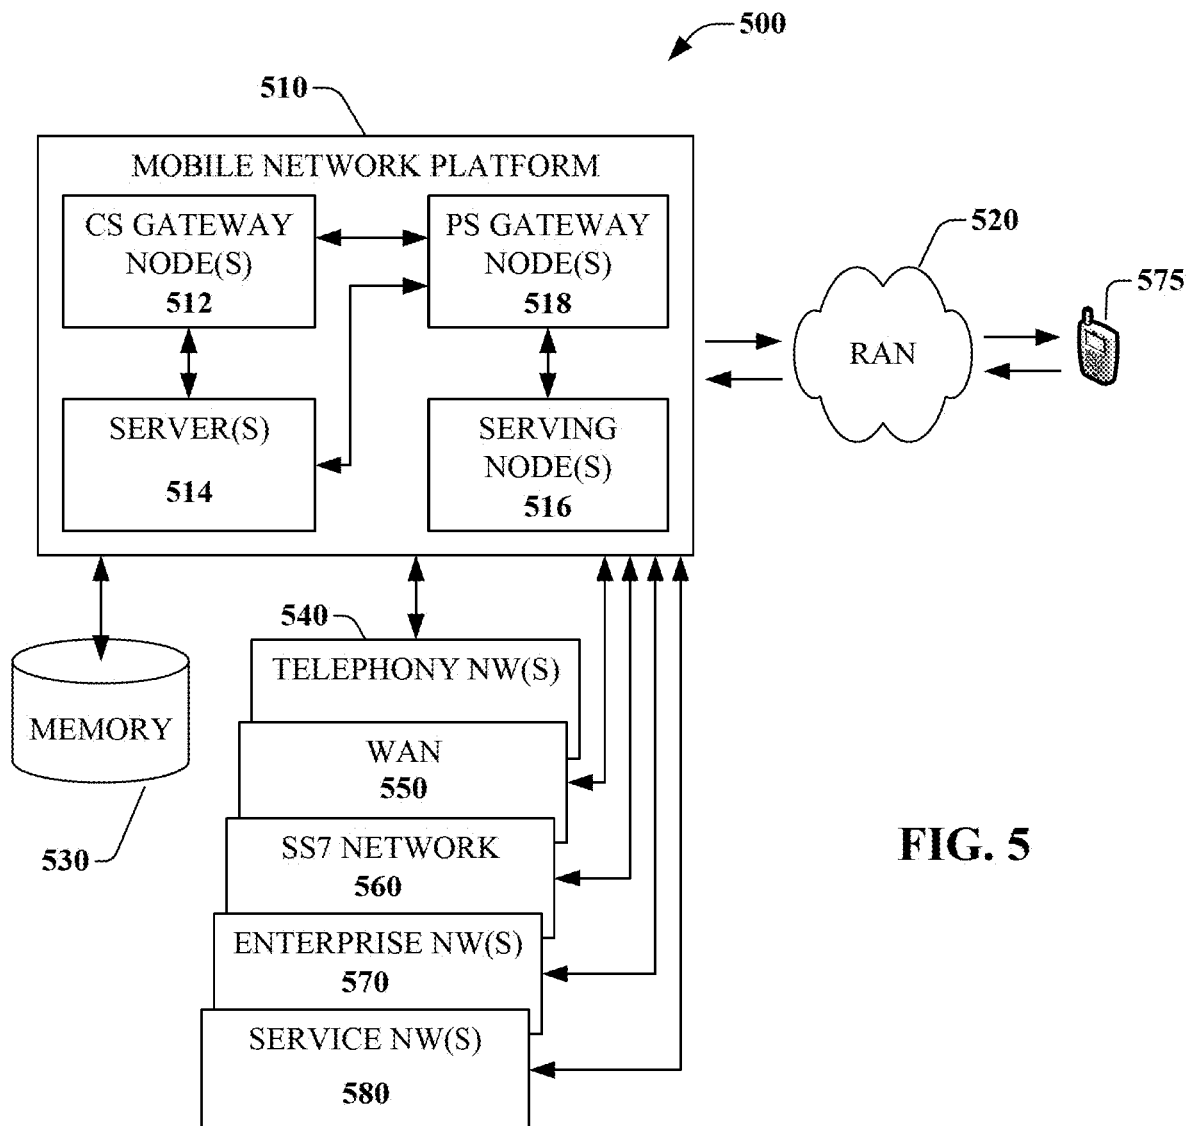 500
510
MOBILE NETWORK PLATFORM
CS GATEWAY
NODE(S)
512
PS GATEWAY
NODE(S)
518
SERVER(S)
514
SERVING
NODE(S)
516
520
RAN
575
MEMORY
530
540
TELEPHONY NW(S)
WAN
550
SS7 NETWORK
560
ENTERPRISE NW(S)
570
SERVICE NW(S)
580
FIG. 5